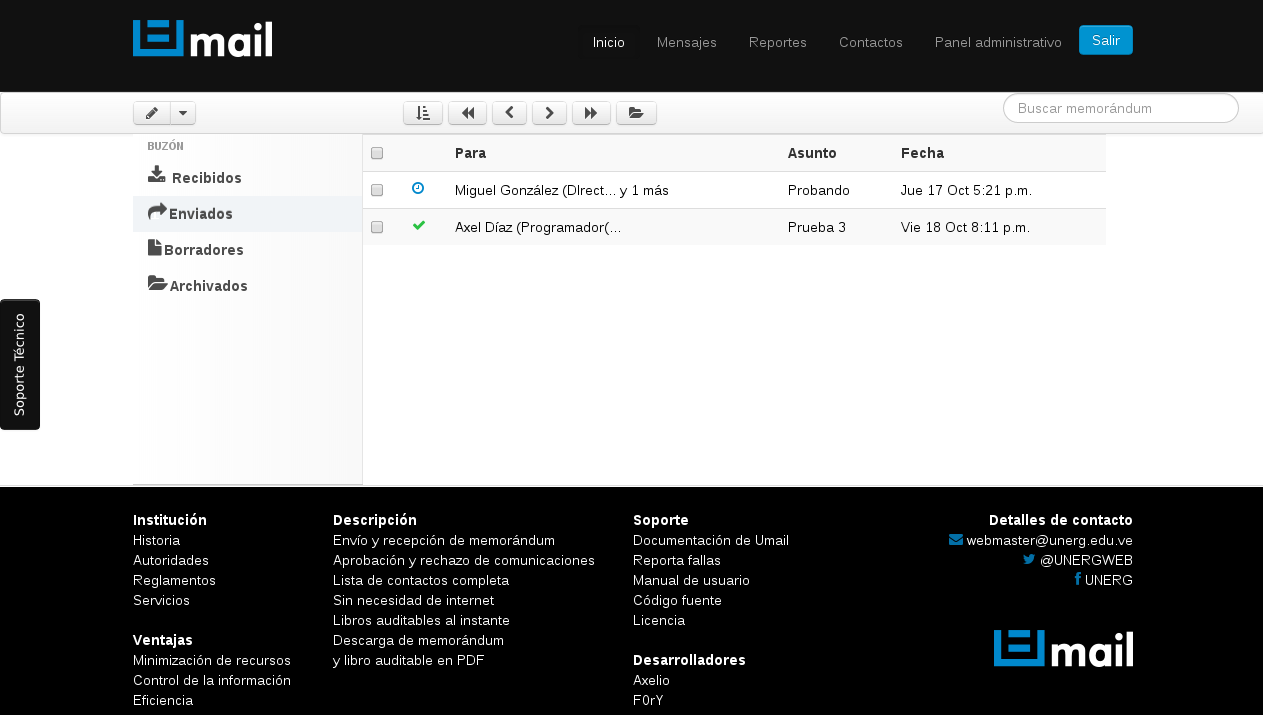 mail
Inicio Mensajes Reportes Contactos Panel administrativo Salir
Buscar memorándum
BUZÓN
Recibidos
Enviados
Borradores
Archivados
Para Asunto Fecha
Miguel González (DIrect... y 1 más Probando Jue 17 Oct 5:21 p.m.
Axel Díaz (Programador(... Prueba 3 Vie 18 Oct 8:11 p.m.
Soporte Técnico
Institución
Historia
Autoridades
Reglamentos
Servicios
Ventajas
Minimización de recursos
Control de la información
Eficiencia
Descripción
Envío y recepción de memorándum
Aprobación y rechazo de comunicaciones
Lista de contactos completa
Sin necesidad de internet
Libros auditables al instante
Descarga de memorándum
y libro auditable en PDF
Soporte
Documentación de Umail
Reporta fallas
Manual de usuario
Código fuente
Licencia
Desarrolladores
Axelio
F0rY
Detalles de contacto
webmaster@unerg.edu.ve
@UNERGWEB
UNERG
mail